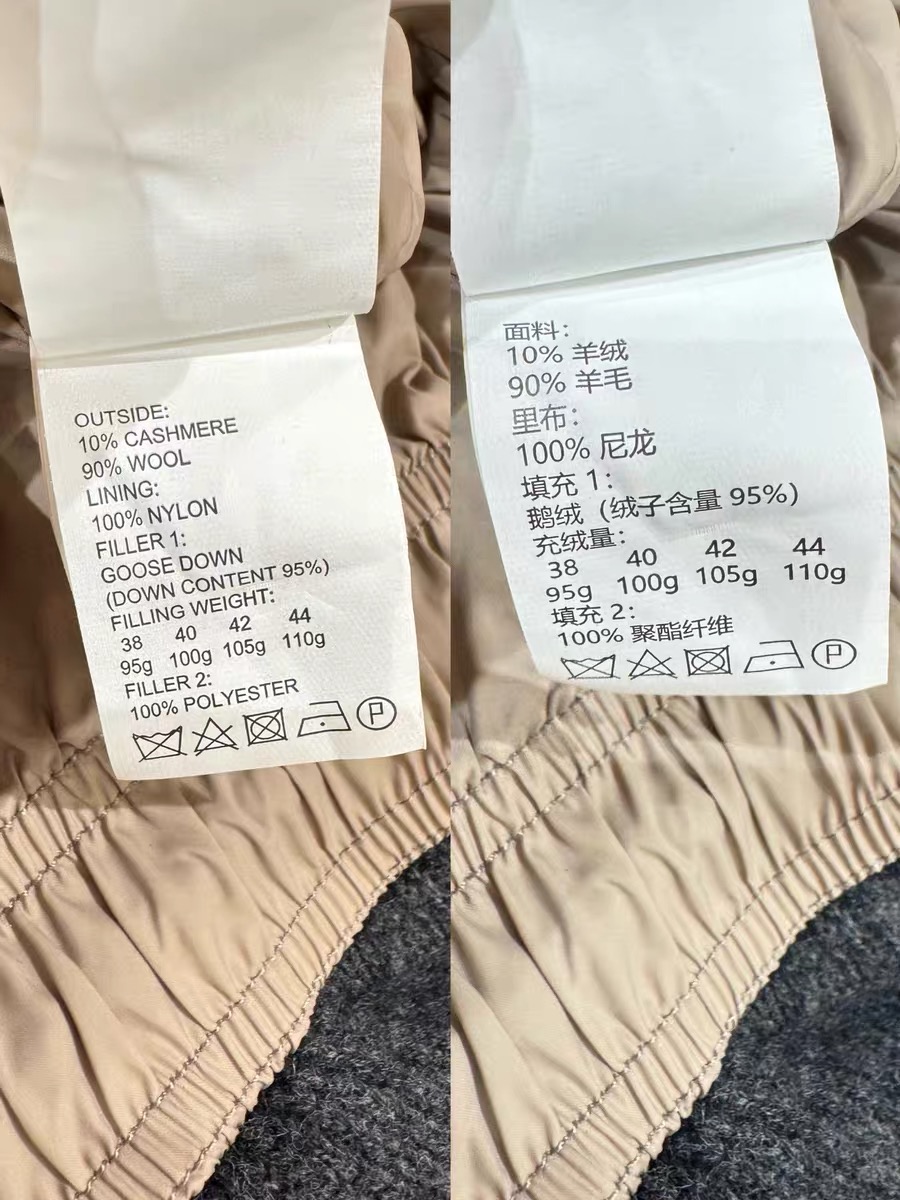 OUTSIDE:
10% CASHMERE
90% WOOL
LINING:
100% NYLON
FILLER 1:
GOOSE DOWN
(DOWN CONTENT 95%)
FILLING WEIGHT:
38 40 42 44
95g 100g 105g 110g
FILLER 2:
100% POLYESTER
P
面料:
10% 羊绒
90% 羊毛
里布:
100% 尼龙
填充 1:
鹅绒 (绒子含量 95%)
充绒量:
38 40 42 44
95g 100g 105g 110g
填充 2:
100% 聚酯纤维
P